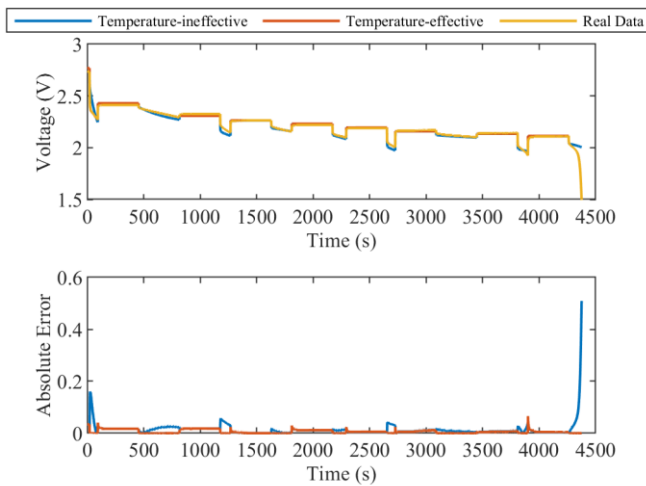 Temperature-ineffective Temperature-effective Real Data
3
2.5
2
1.5
Voltage (V)
0 500 1000 1500 2000 2500 3000 3500 4000 4500
Time (s)
0.6
0.4
0.2
0
Absolute Error
0 500 1000 1500 2000 2500 3000 3500 4000 4500
Time (s)